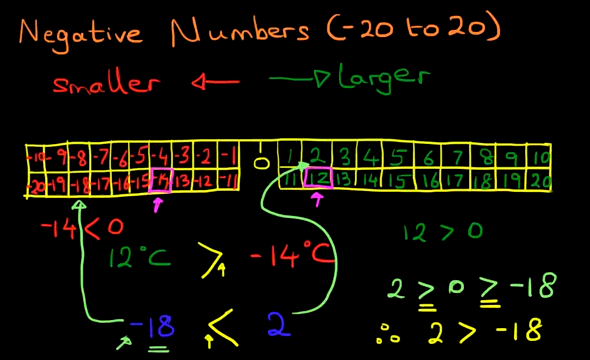 Negative Numbers (-20 to 20)
smaller ← → Larger
-10 -9 -8 -7 -6 -5 -4 -3 -2 -1 0 1 2 3 4 5 6 7 8 9 10
-20 -19 -18 -17 -16 -15 -14 -13 -12 -11 11 12 13 14 15 16 17 18 19 20
-14 < 0
12 > 0
12°C > -14°C
2 ≥ 0 ≥ -18
-18 < 2
∴ 2 > -18